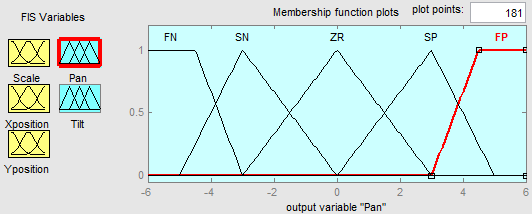 FIS Variables
Membership function plots
plot points:
181
Scale
Pan
Xposition
Tilt
Yposition
FN
SN
ZR
SP
FP
1
0.5
0
-6
-4
-2
0
2
4
6
output variable "Pan"